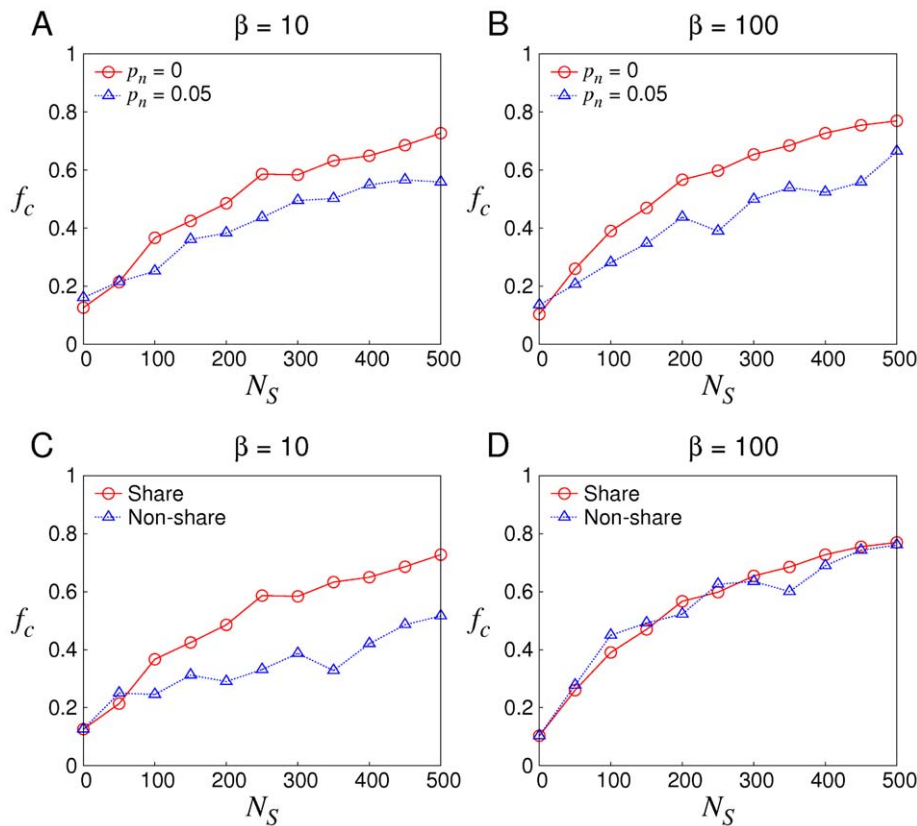 A
β = 10
p_n = 0
p_n = 0.05
1
0.8
0.6
0.4
0.2
0
f_c
0 100 200 300 400 500
N_S
B
β = 100
p_n = 0
p_n = 0.05
1
0.8
0.6
0.4
0.2
0
f_c
0 100 200 300 400 500
N_S
C
β = 10
Share
Non-share
1
0.8
0.6
0.4
0.2
0
f_c
0 100 200 300 400 500
N_S
D
β = 100
Share
Non-share
1
0.8
0.6
0.4
0.2
0
f_c
0 100 200 300 400 500
N_S